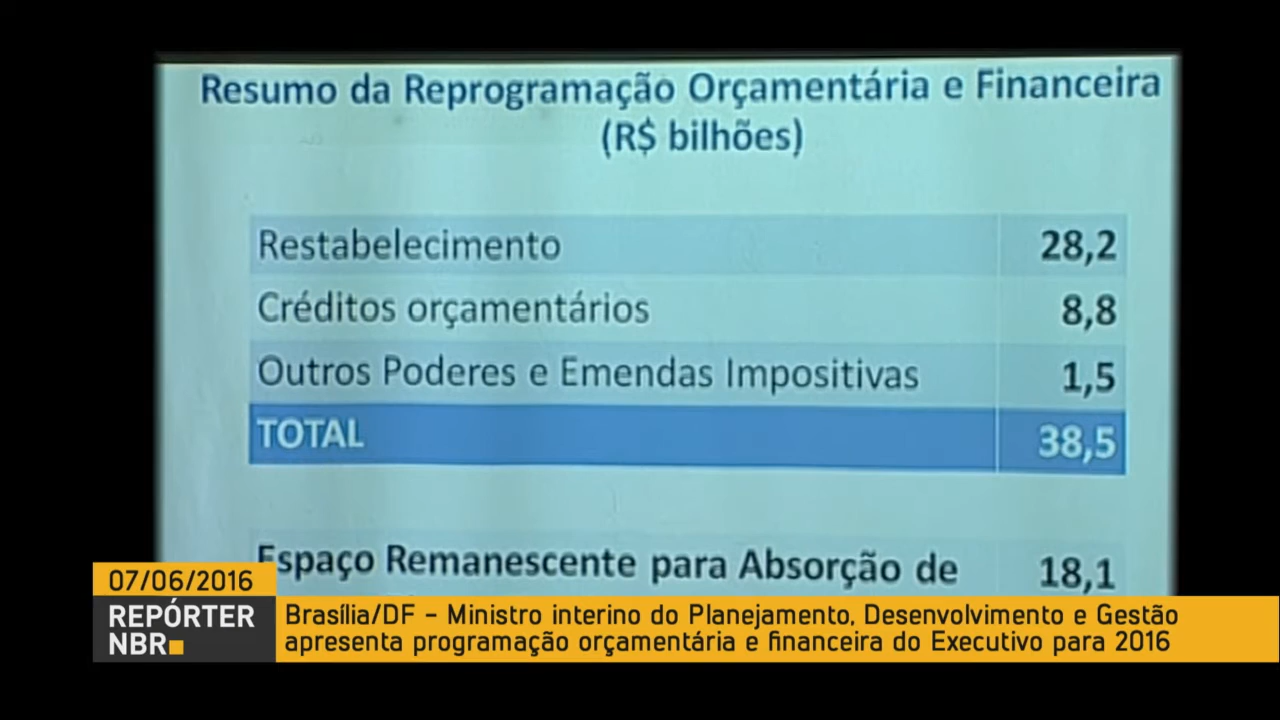 Resumo da Reprogramação Orçamentária e Financeira
(R$ bilhões)
Restabelecimento 28,2
Créditos orçamentários 8,8
Outros Poderes e Emendas Impositivas 1,5
TOTAL 38,5
Espaço Remanescente para Absorção de 18,1
07/06/2016
REPÓRTER
NBR
Brasília/DF - Ministro interino do Planejamento, Desenvolvimento e Gestão
apresenta programação orçamentária e financeira do Executivo para 2016